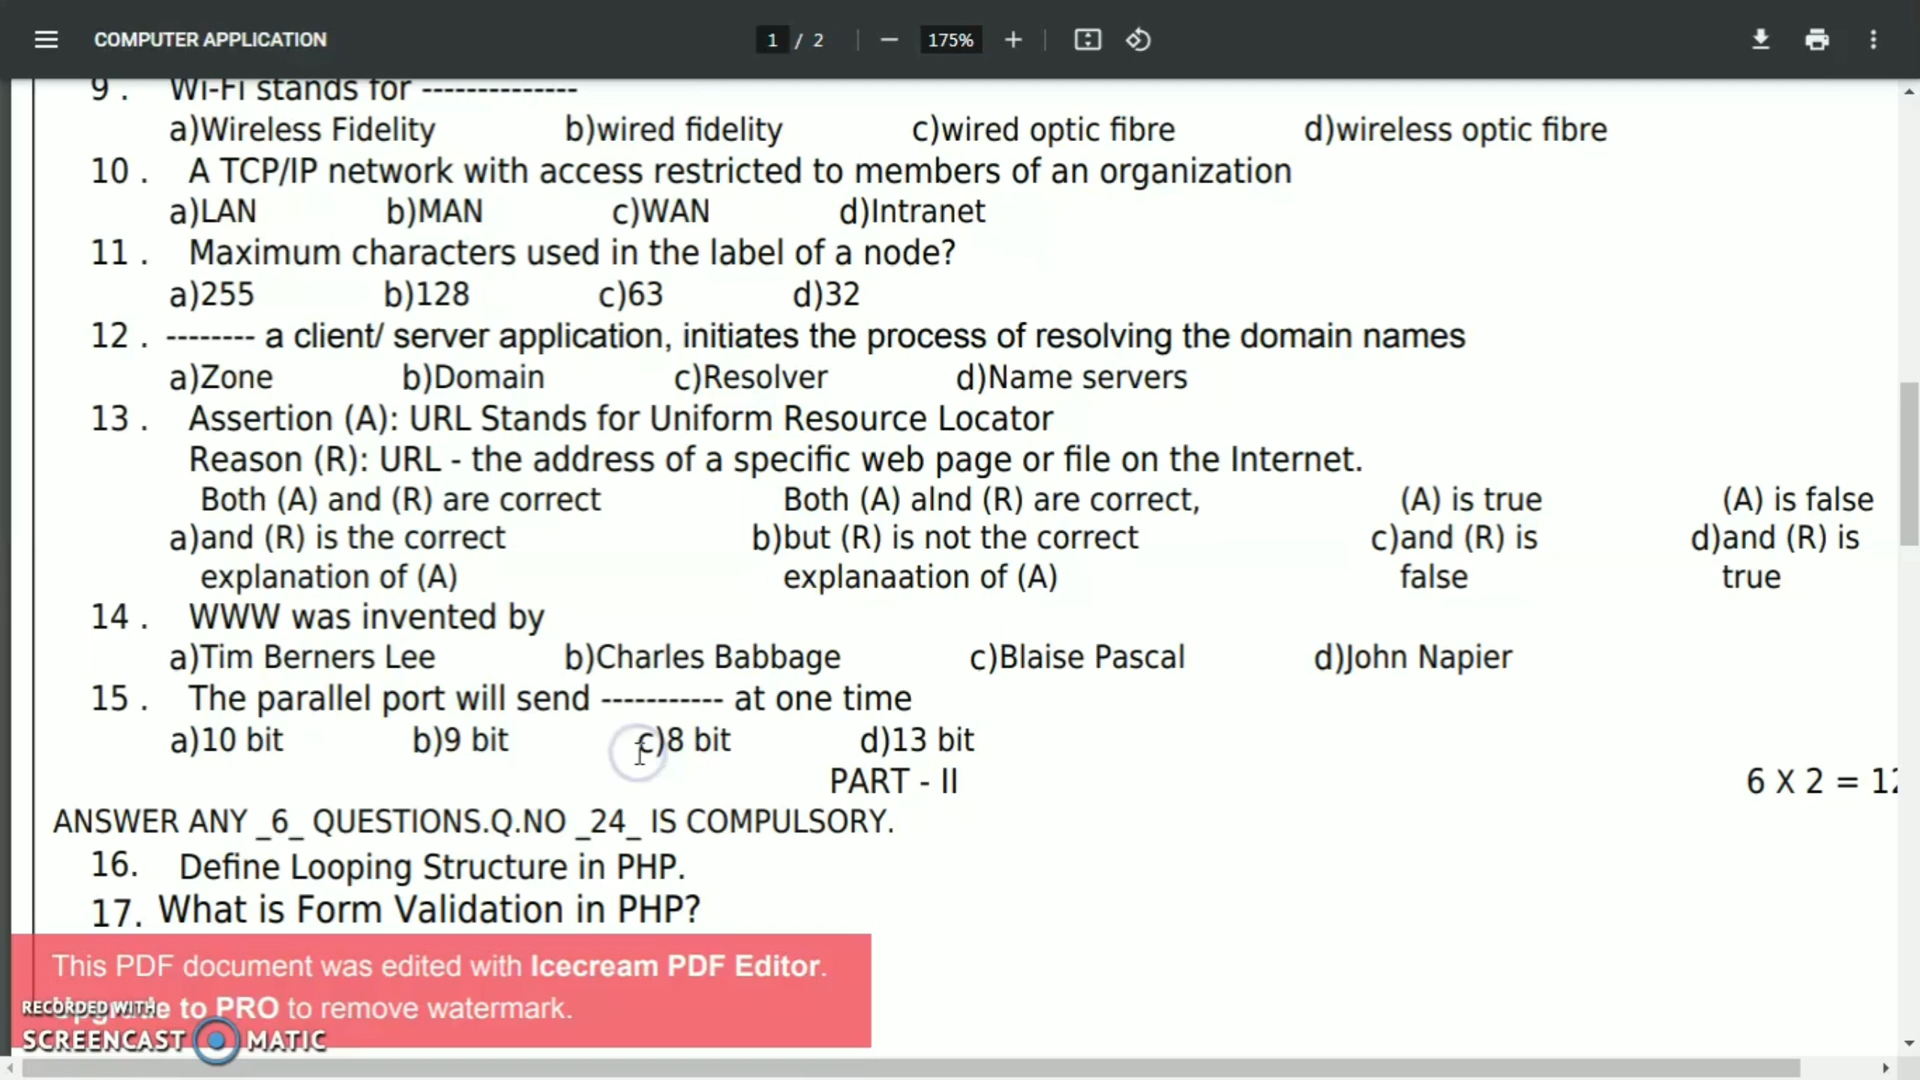 COMPUTER APPLICATION
1 / 2
175%
9 . Wi-Fi stands for --------------
a)Wireless Fidelity b)wired fidelity c)wired optic fibre d)wireless optic fibre
10 . A TCP/IP network with access restricted to members of an organization
a)LAN b)MAN c)WAN d)Intranet
11 . Maximum characters used in the label of a node?
a)255 b)128 c)63 d)32
12 . -------- a client/ server application, initiates the process of resolving the domain names
a)Zone b)Domain c)Resolver d)Name servers
13 . Assertion (A): URL Stands for Uniform Resource Locator
Reason (R): URL - the address of a specific web page or file on the Internet.
Both (A) and (R) are correct Both (A) alnd (R) are correct, (A) is true (A) is false
a)and (R) is the correct b)but (R) is not the correct c)and (R) is d)and (R) is
explanation of (A) explanaation of (A) false true
14 . WWW was invented by
a)Tim Berners Lee b)Charles Babbage c)Blaise Pascal d)John Napier
15 . The parallel port will send ----------- at one time
a)10 bit b)9 bit c)8 bit d)13 bit
PART - II 6 X 2 = 12
ANSWER ANY _6_ QUESTIONS.Q.NO _24_ IS COMPULSORY.
16. Define Looping Structure in PHP.
17. What is Form Validation in PHP?
This PDF document was edited with Icecream PDF Editor.
to PRO to remove watermark.
RECORDED WITH
SCREENCAST MATIC